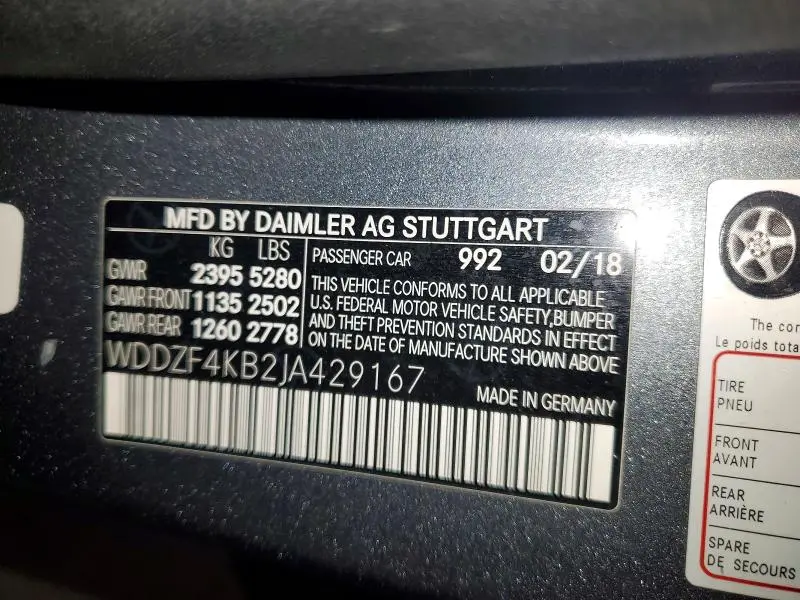 MFD BY DAIMLER AG STUTTGART
KG LBS
GVWR 2395 5280
GAWR FRONT 1135 2502
GAWR REAR 1260 2778
PASSENGER CAR 992 02/18
THIS VEHICLE CONFORMS TO ALL APPLICABLE
U.S. FEDERAL MOTOR VEHICLE SAFETY,BUMPER
AND THEFT PREVENTION STANDARDS IN EFFECT
ON THE DATE OF MANUFACTURE SHOWN ABOVE
WDDZF4KB2JA429167
MADE IN GERMANY
The com
Le poids tota
TIRE
PNEU
FRONT
AVANT
REAR
ARRIÈRE
SPARE
DE SECOURS